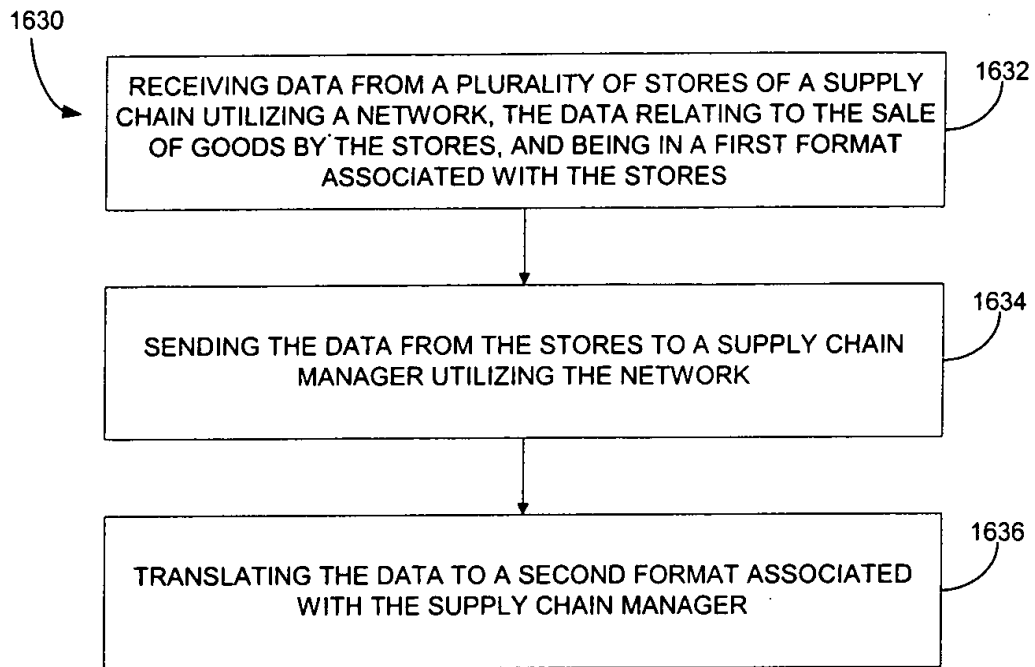 1630
RECEIVING DATA FROM A PLURALITY OF STORES OF A SUPPLY
CHAIN UTILIZING A NETWORK, THE DATA RELATING TO THE SALE
OF GOODS BY THE STORES, AND BEING IN A FIRST FORMAT
ASSOCIATED WITH THE STORES
1632
SENDING THE DATA FROM THE STORES TO A SUPPLY CHAIN
MANAGER UTILIZING THE NETWORK
1634
TRANSLATING THE DATA TO A SECOND FORMAT ASSOCIATED
WITH THE SUPPLY CHAIN MANAGER
1636